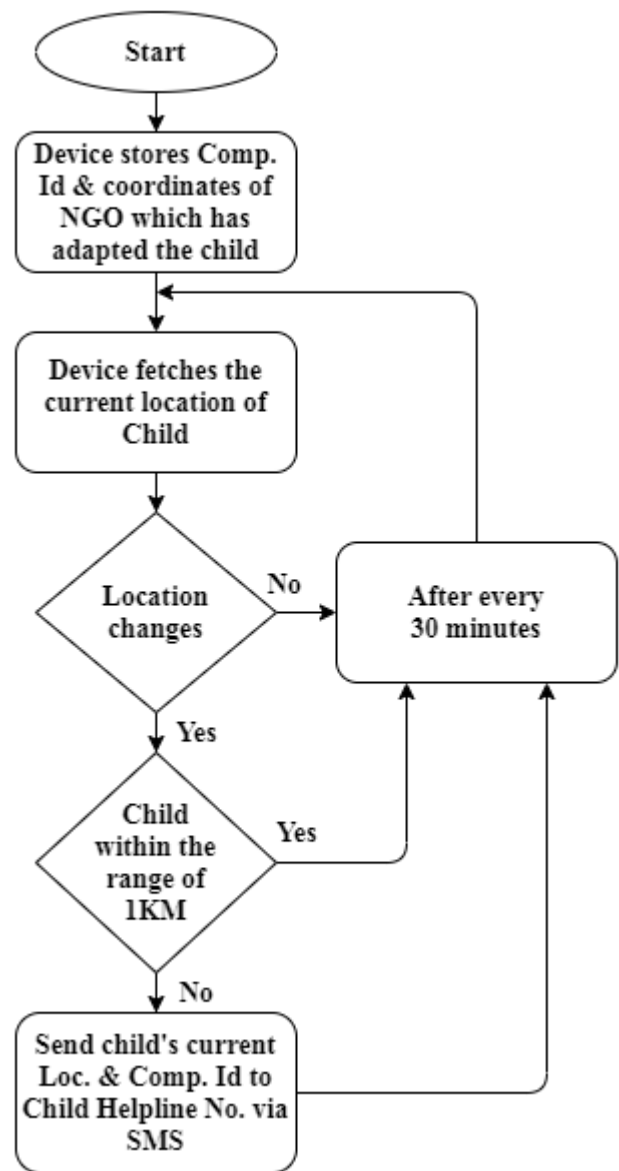 Start
Device stores Comp.
Id & coordinates of
NGO which has
adapted the child
Device fetches the
current location of
Child
Location
changes
No
After every
30 minutes
Yes
Child
within the
range of
1KM
Yes
No
Send child's current
Loc. & Comp. Id to
Child Helpline No. via
SMS